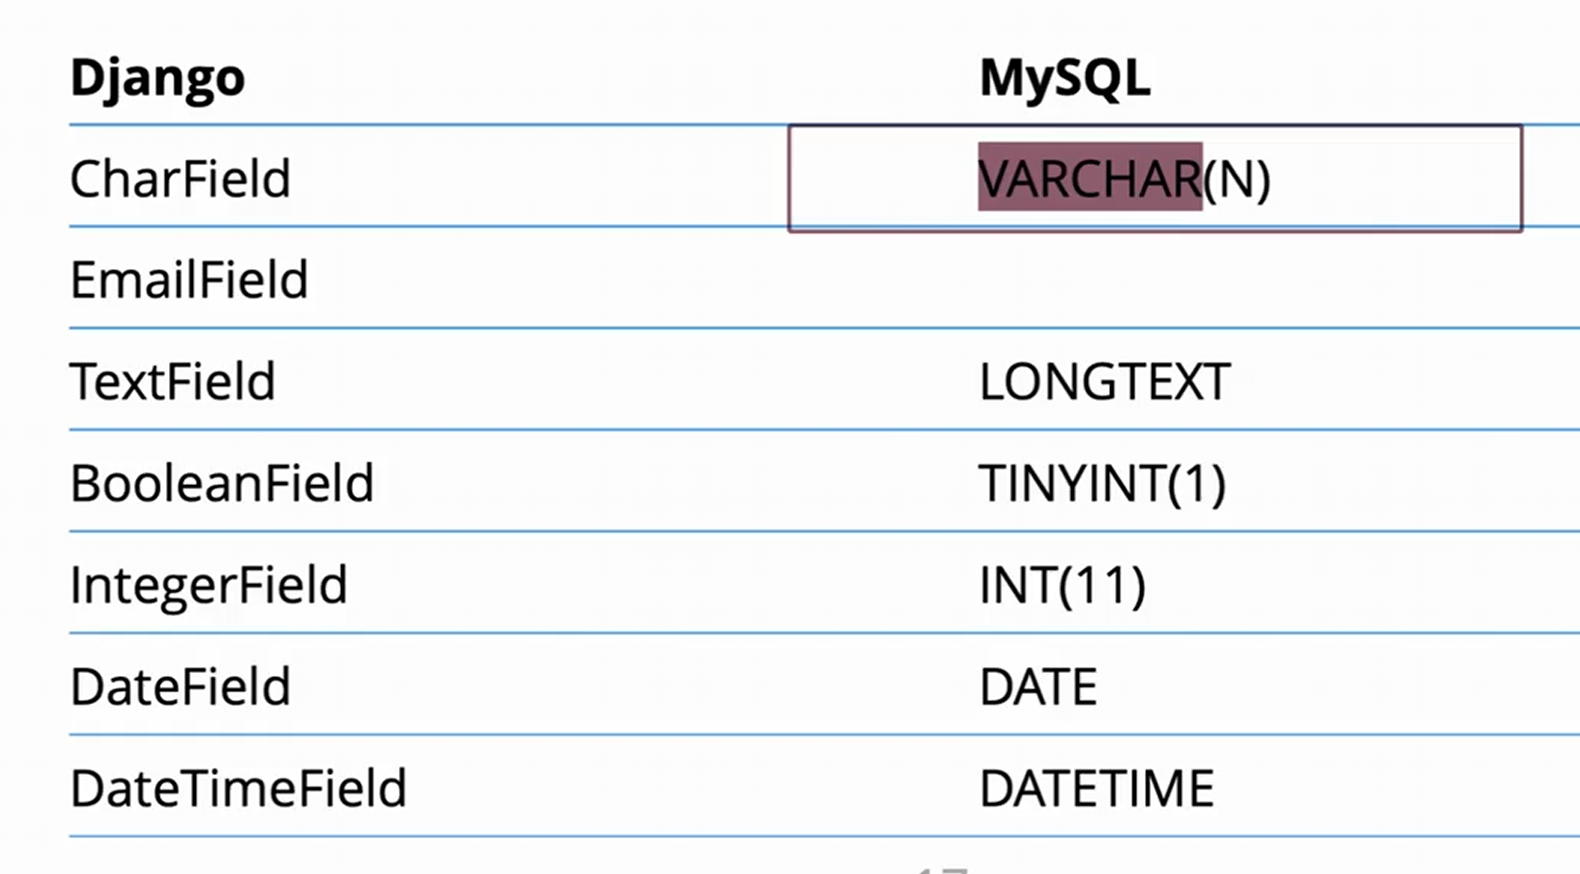 Django MySQL
CharField VARCHAR(N)
EmailField
TextField LONGTEXT
BooleanField TINYINT(1)
IntegerField INT(11)
DateField DATE
DateTimeField DATETIME